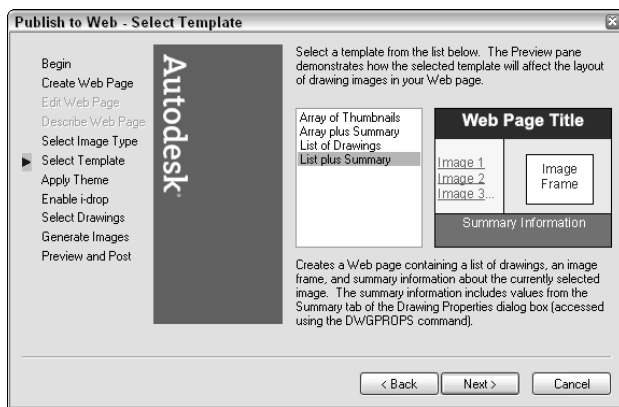 Publish to Web - Select Template
Begin
Create Web Page
Edit Web Page
Describe Web Page
Select Image Type
Select Template
Apply Theme
Enable i-drop
Select Drawings
Generate Images
Preview and Post
Autodesk
Select a template from the list below. The Preview pane
demonstrates how the selected template will affect the layout
of drawing images in your Web page.
Array of Thumbnails
Array plus Summary
List of Drawings
List plus Summary
Web Page Title
Image 1
Image 2
Image 3...
Image
Frame
Summary Information
Creates a Web page containing a list of drawings, an image
frame, and summary information about the currently selected
image. The summary information includes values from the
Summary tab of the Drawing Properties dialog box (accessed
using the DWGPROPS command).
< Back
Next >
Cancel